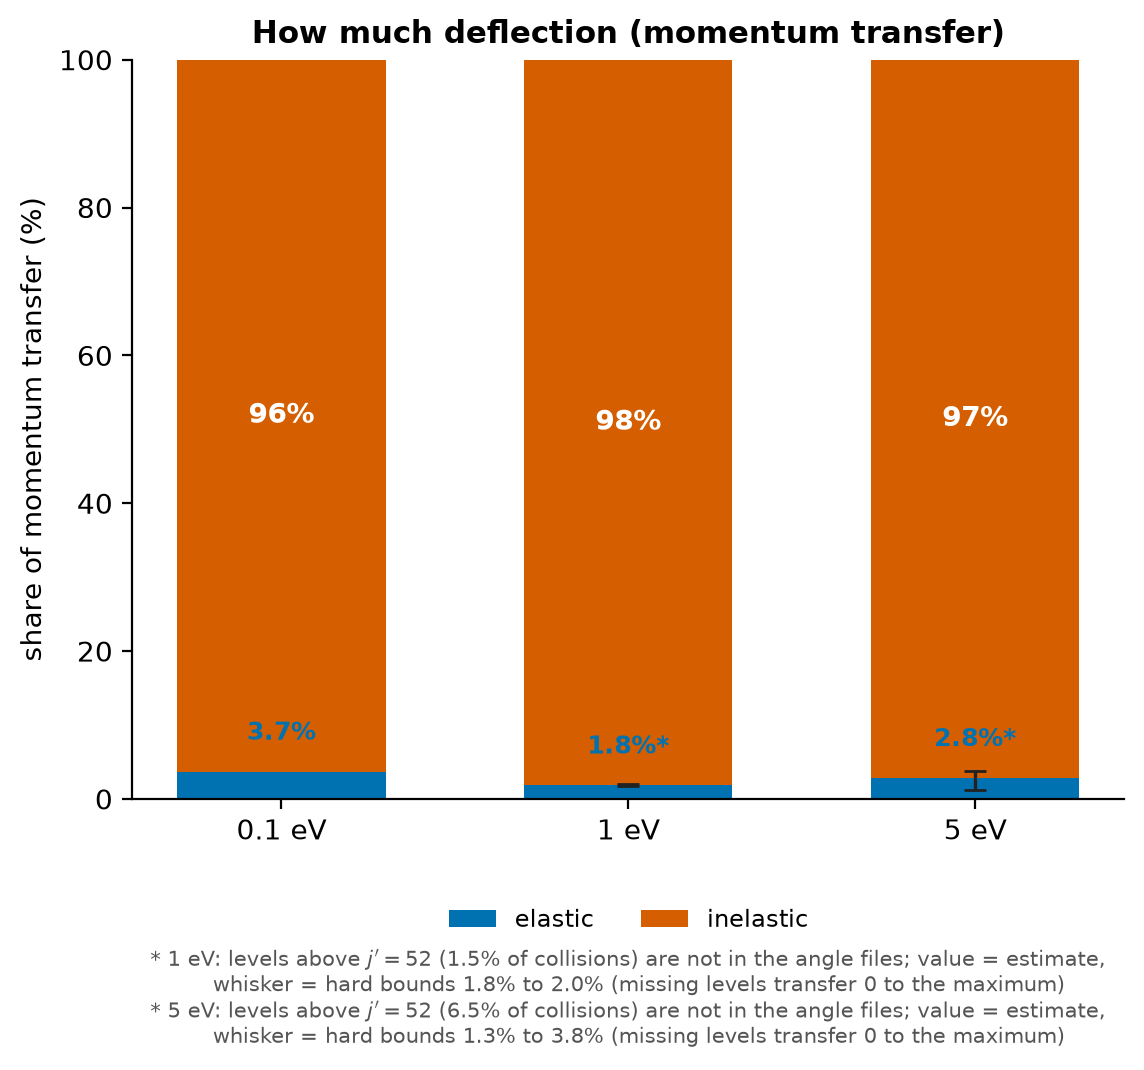 How much deflection (momentum transfer)
share of momentum transfer (%)
100
80
60
40
20
0
96%
98%
97%
3.7%
1.8%*
2.8%*
0.1 eV
1 eV
5 eV
elastic
inelastic
* 1 eV: levels above j′ = 52 (1.5% of collisions) are not in the angle files; value = estimate,
whisker = hard bounds 1.8% to 2.0% (missing levels transfer 0 to the maximum)
* 5 eV: levels above j′ = 52 (6.5% of collisions) are not in the angle files; value = estimate,
whisker = hard bounds 1.3% to 3.8% (missing levels transfer 0 to the maximum)